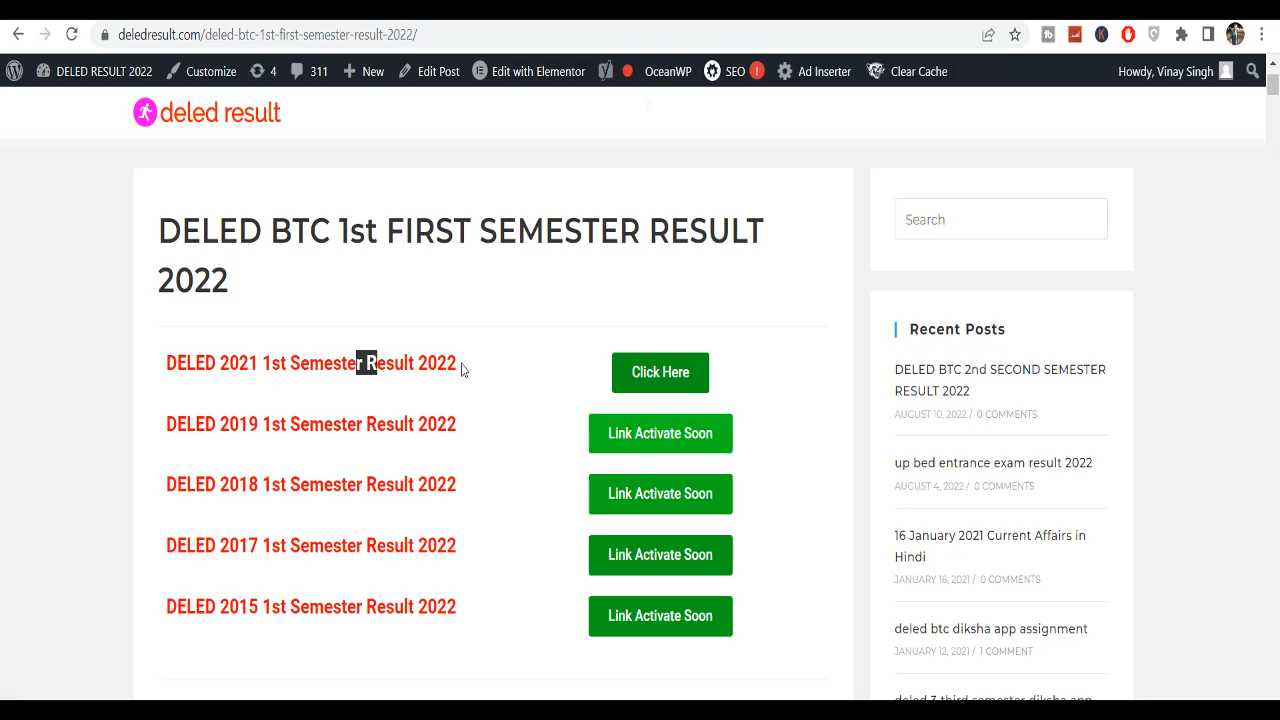 deledresult.com/deled-btc-1st-first-semester-result-2022/
DELED RESULT 2022 Customize 4 311 New Edit Post Edit with Elementor OceanWP SEO ! Ad Inserter Clear Cache Howdy, Vinay Singh
deled result
DELED BTC 1st FIRST SEMESTER RESULT
2022
DELED 2021 1st Semester Result 2022 Click Here
DELED 2019 1st Semester Result 2022 Link Activate Soon
DELED 2018 1st Semester Result 2022 Link Activate Soon
DELED 2017 1st Semester Result 2022 Link Activate Soon
DELED 2015 1st Semester Result 2022 Link Activate Soon
Search
Recent Posts
DELED BTC 2nd SECOND SEMESTER
RESULT 2022
AUGUST 10, 2022 / 0 COMMENTS
up bed entrance exam result 2022
AUGUST 4, 2022 / 0 COMMENTS
16 January 2021 Current Affairs in
Hindi
JANUARY 16, 2021 / 0 COMMENTS
deled btc diksha app assignment
JANUARY 12, 2021 / 1 COMMENT
deled 3 third semester diksha app